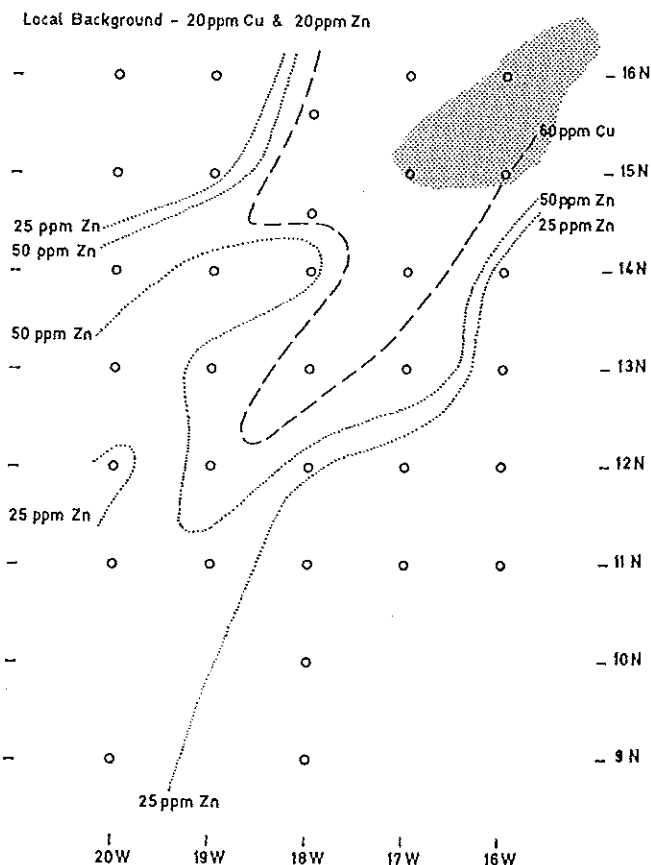 Local Background - 20ppm Cu & 20ppm Zn
16N
60ppm Cu
15N
50ppm Zn
25 ppm Zn
25ppm Zn
50 ppm Zn
14N
50 ppm Zn
13N
12N
25 ppm Zn
11N
10N
9N
25ppm Zn
20W 19W 18W 17W 16W